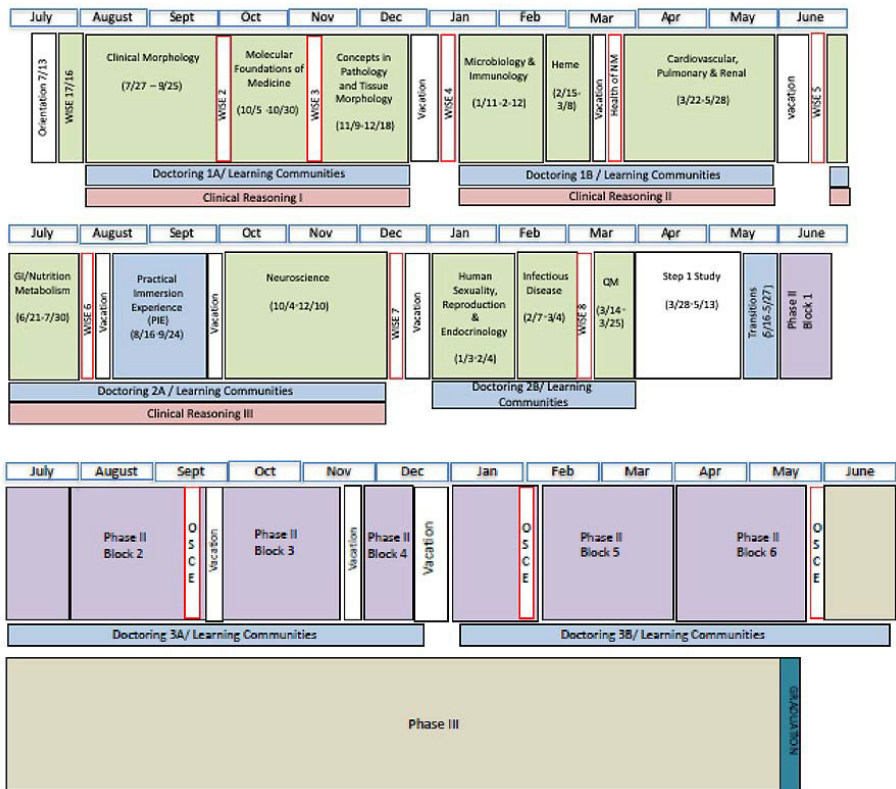 July August Sept Oct Nov Dec Jan Feb Mar Apr May June
Orientation 7/13
WISE 17/16
Clinical Morphology
(7/27 – 9/25)
WISE 2
Molecular
Foundations of
Medicine
(10/5 -10/30)
WISE 3
Concepts in
Pathology
and Tissue
Morphology
(11/9-12/18)
Vacation
WISE 4
Microbiology &
Immunology
(1/11-2-12)
Heme
(2/15-
3/8)
Vacation
Health of NM
Cardiovascular,
Pulmonary & Renal
(3/22-5/28)
Vacation
WISE 5
Doctoring 1A/ Learning Communities
Doctoring 1B / Learning Communities
Clinical Reasoning I
Clinical Reasoning II
July August Sept Oct Nov Dec Jan Feb Mar Apr May June
GI/Nutrition
Metabolism
(6/21-7/30)
WISE 6
Vacation
Practical
Immersion
Experience
(PIE)
(8/16-9/24)
Vacation
Neuroscience
(10/4-12/10)
WISE 7
Vacation
Human
Sexuality,
Reproduction
&
Endocrinology
(1/3-2/4)
Infectious
Disease
(2/7-3/4)
WISE 8
QM
(3/14-
3/25)
Step 1 Study
(3/28-5/13)
Transitions
(5/16-5/27)
Phase II
Block 1
Doctoring 2A / Learning Communities
Doctoring 2B/ Learning
Communities
Clinical Reasoning III
July August Sept Oct Nov Dec Jan Feb Mar Apr May June
Phase II
Block 2
OSCE
Vacation
Phase II
Block 3
Vacation
Phase II
Block 4
Vacation
OSCE
Phase II
Block 5
Phase II
Block 6
OSCE
Doctoring 3A/ Learning Communities
Doctoring 3B/ Learning Communities
Phase III
GRADUATION